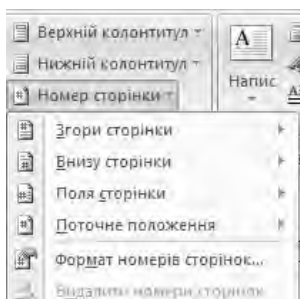 Верхній колонтитул
Нижній колонтитул
Номер сторінки
A
Напис
Згори сторінки
Внизу сторінки
Поля сторінки
Поточне положення
Формат номерів сторінок...
Видалити номери сторінок